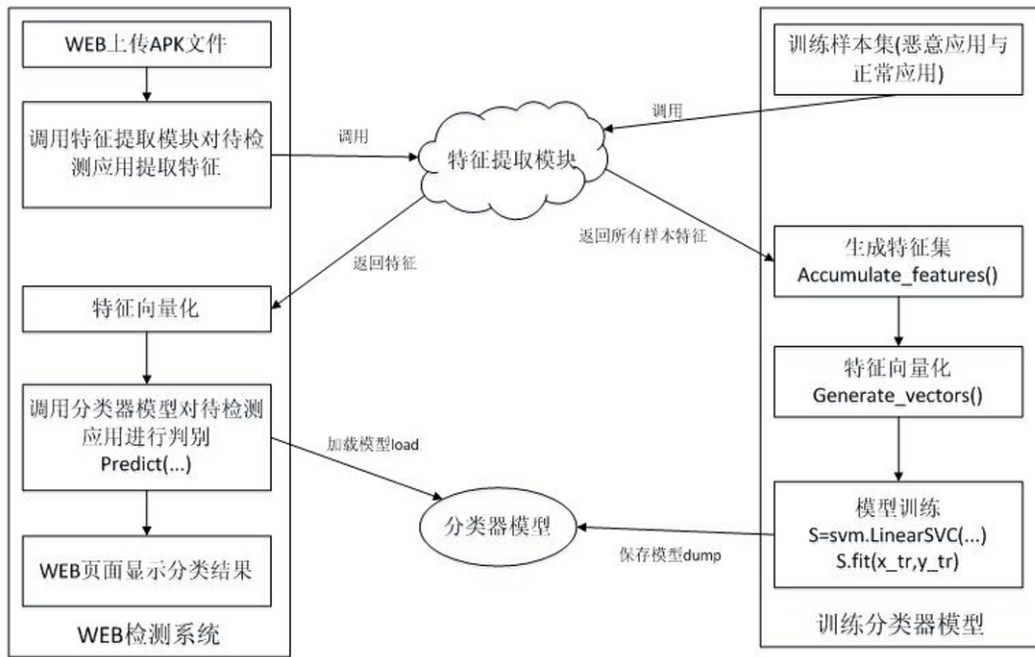 WEB上传APK文件
调用特征提取模块对待检
测应用提取特征
特征向量化
调用分类器模型对待检测
应用进行判别
Predict(...)
WEB页面显示分类结果
WEB检测系统
调用
特征提取模块
调用
返回特征
返回所有样本特征
加载模型load
分类器模型
保存模型dump
训练样本集(恶意应用与
正常应用)
生成特征集
Accumulate_features()
特征向量化
Generate_vectors()
模型训练
S=svm.LinearSVC(...)
S.fit(x_tr,y_tr)
训练分类器模型